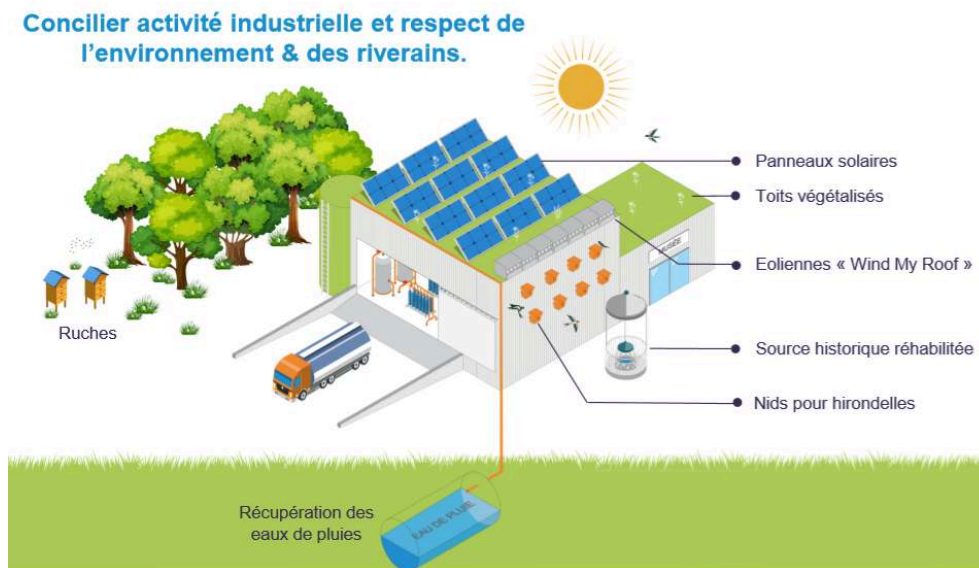 Concilier activité industrielle et respect de
l'environnement & des riverains.
Panneaux solaires
Toits végétalisés
MUSÉE
Eoliennes « Wind My Roof »
Ruches
Source historique réhabilitée
Nids pour hirondelles
Récupération des
eaux de pluies
EAU DE PLUIE